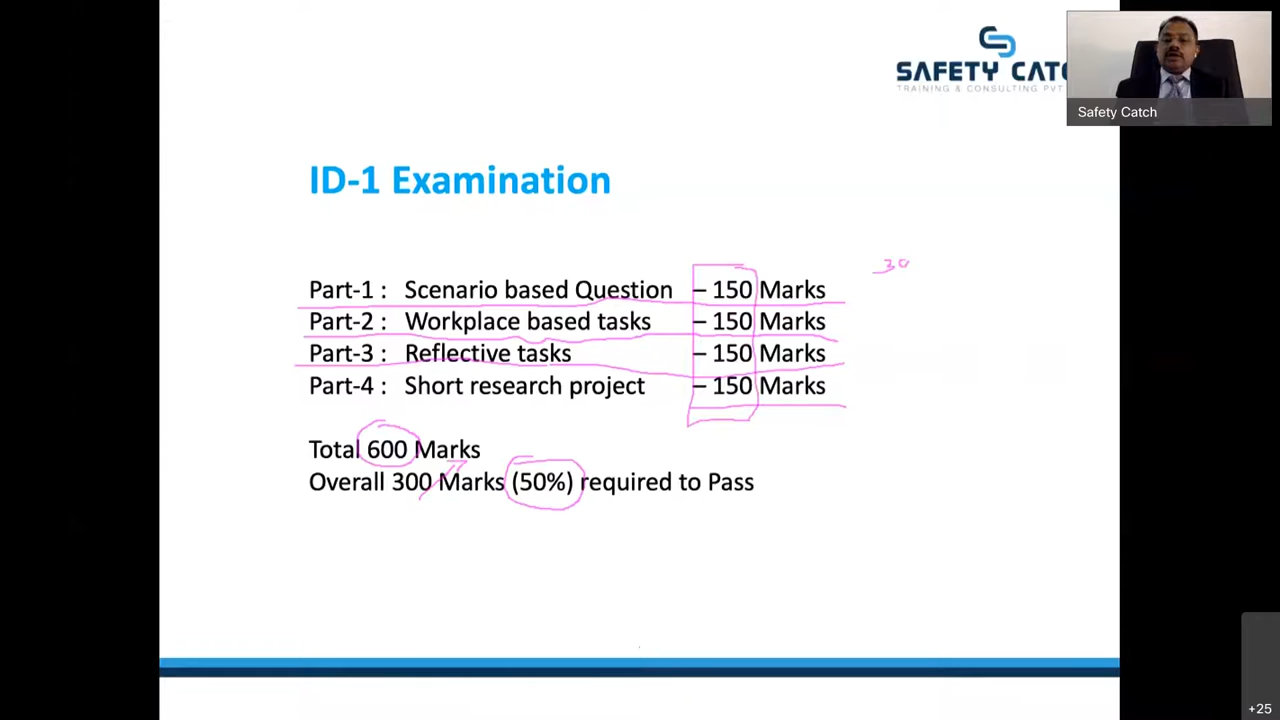 SAFETY CATC
TRAINING & CONSULTING PVT
Safety Catch
ID-1 Examination
Part-1 : Scenario based Question – 150 Marks
Part-2 : Workplace based tasks – 150 Marks
Part-3 : Reflective tasks – 150 Marks
Part-4 : Short research project – 150 Marks
Total 600 Marks
Overall 300 Marks (50%) required to Pass
+25